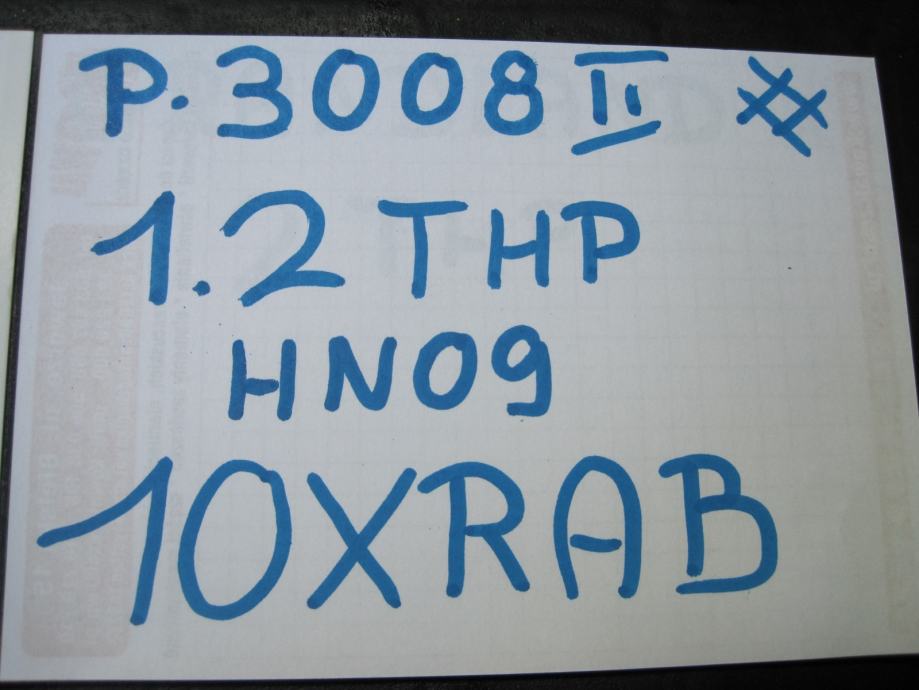 P. 3008 II #
1.2 THP
HN09
10XRAB